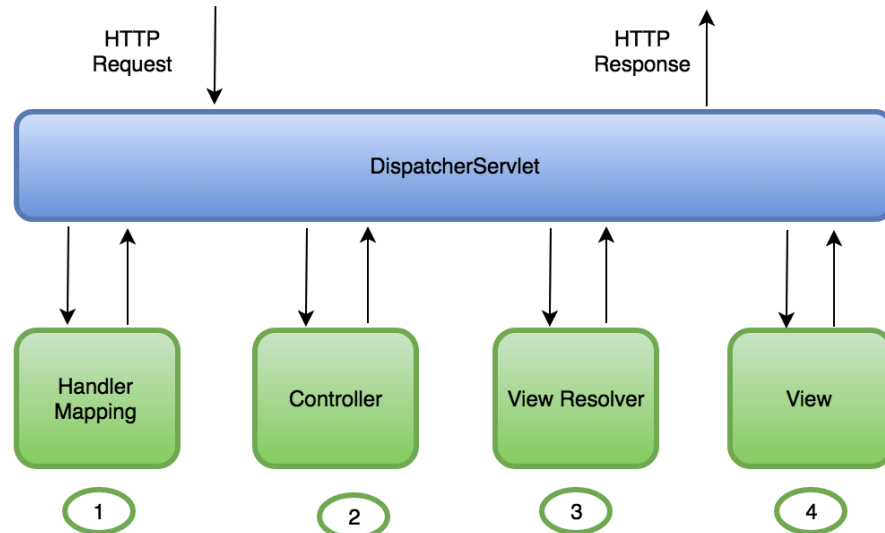 HTTP
Request
HTTP
Response
DispatcherServlet
Handler
Mapping
Controller
View Resolver
View
1
2
3
4